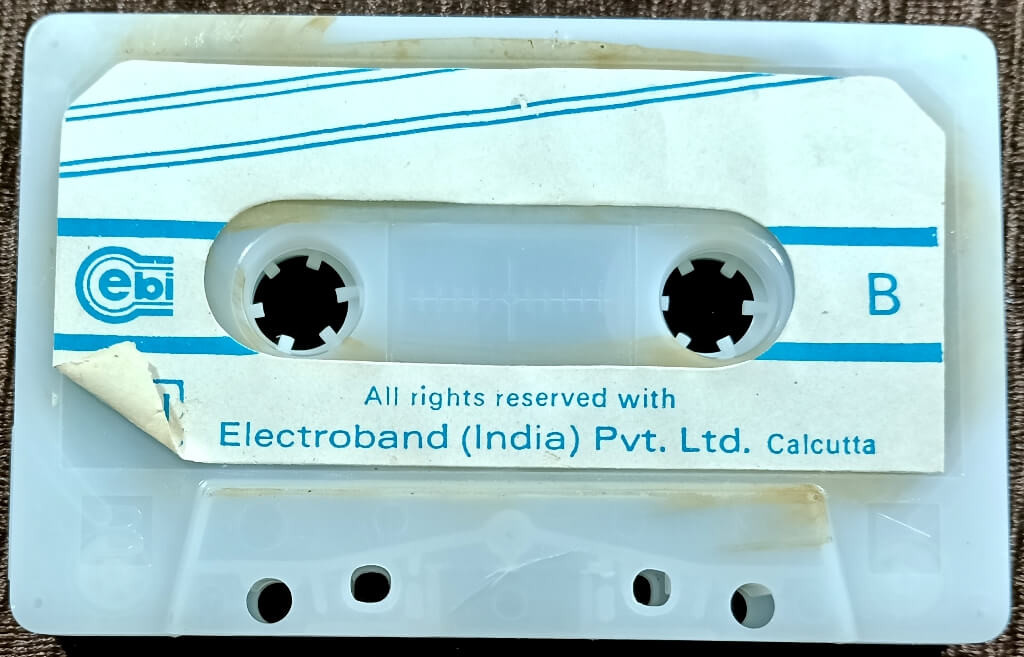 ebi
B
All rights reserved with
Electroband (India) Pvt. Ltd. Calcutta